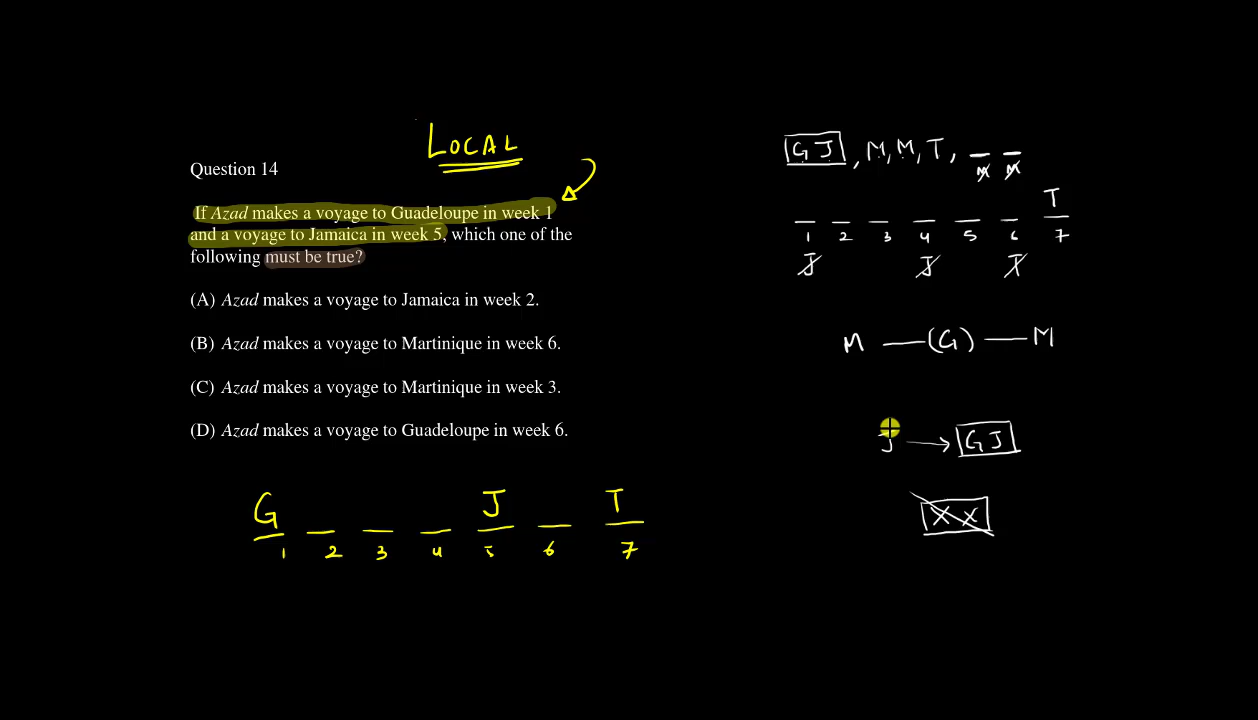 LOCAL
Question 14
If Azad makes a voyage to Guadeloupe in week 1
and a voyage to Jamaica in week 5, which one of the
following must be true?
(A) Azad makes a voyage to Jamaica in week 2.
(B) Azad makes a voyage to Martinique in week 6.
(C) Azad makes a voyage to Martinique in week 3.
(D) Azad makes a voyage to Guadeloupe in week 6.
G J T
1 2 3 4 5 6 7
G J , M, M, T, _ _
M M
T
1 2 3 4 5 6 7
J J T
M — (G) — M
J → G J
X X